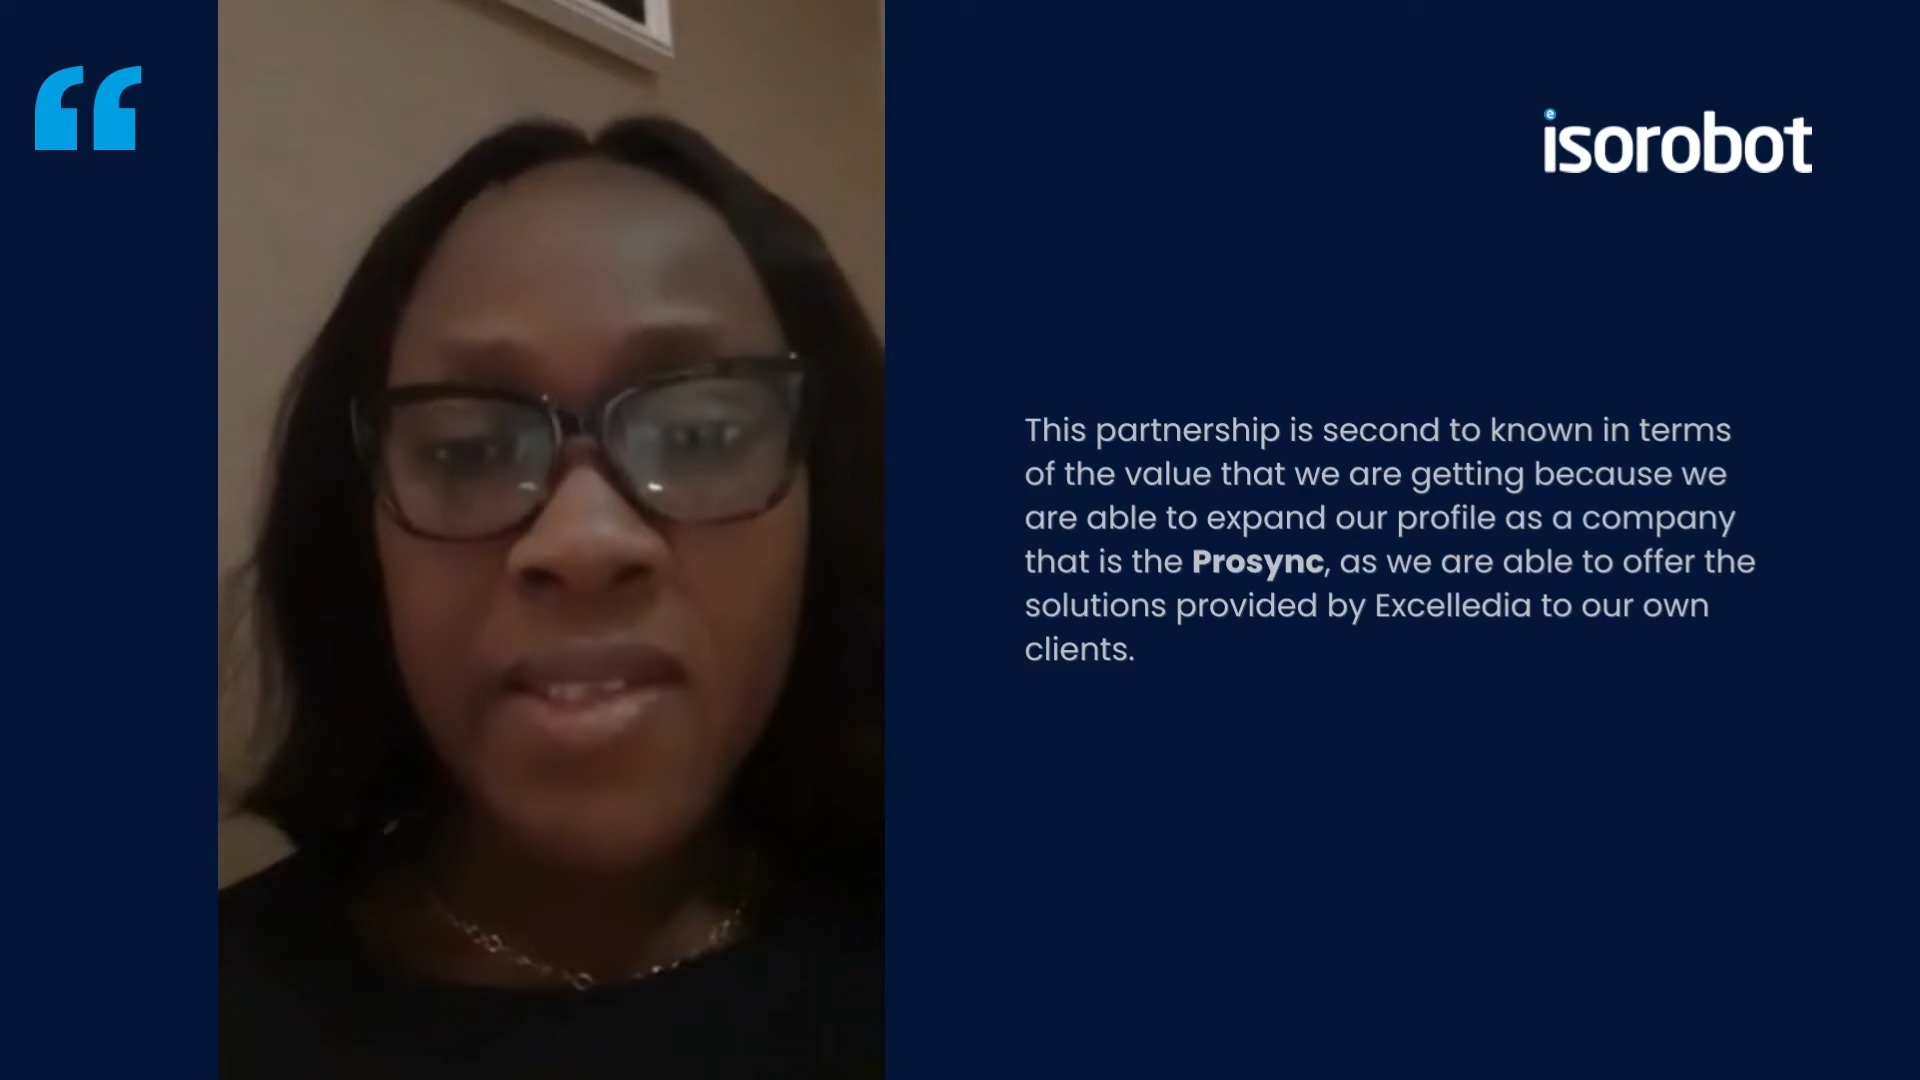 “
isorobot
This partnership is second to known in terms
of the value that we are getting because we
are able to expand our profile as a company
that is the Prosync, as we are able to offer the
solutions provided by Excelledia to our own
clients.